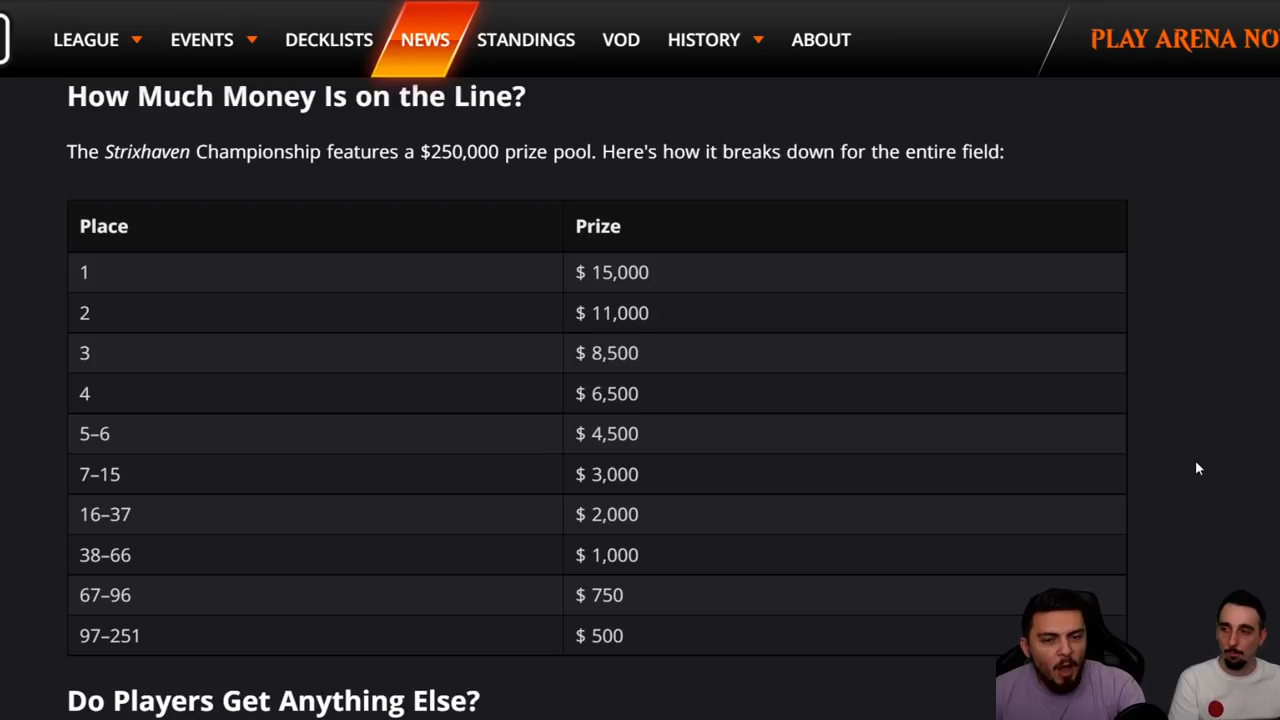 LEAGUE EVENTS DECKLISTS NEWS STANDINGS VOD HISTORY ABOUT PLAY ARENA NO
How Much Money Is on the Line?
The Strixhaven Championship features a $250,000 prize pool. Here's how it breaks down for the entire field:
Place Prize
1 $ 15,000
2 $ 11,000
3 $ 8,500
4 $ 6,500
5–6 $ 4,500
7–15 $ 3,000
16–37 $ 2,000
38–66 $ 1,000
67–96 $ 750
97–251 $ 500
Do Players Get Anything Else?